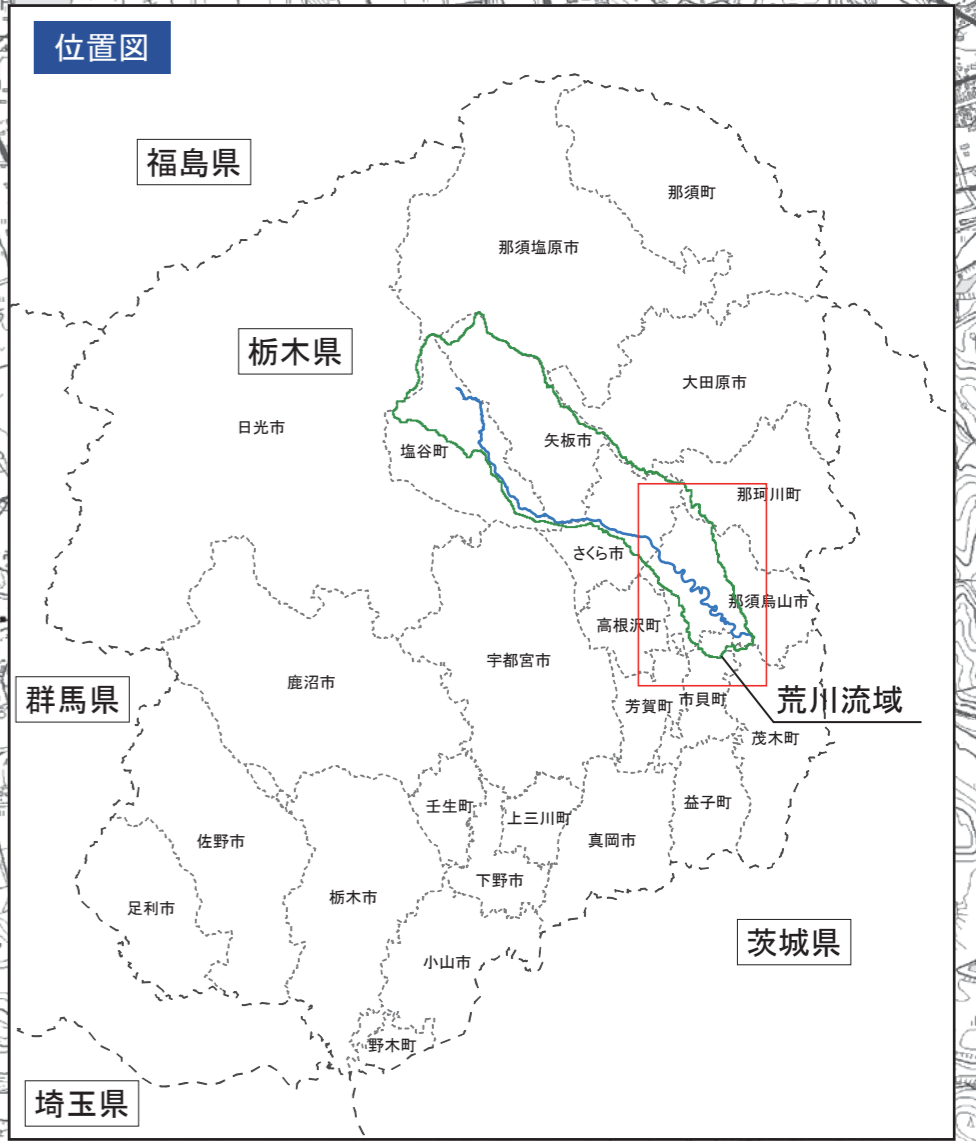 位置図
福島県
那須町
那須塩原市
栃木県
大田原市
日光市
矢板市
塩谷町
那珂川町
さくら市
那須烏山市
高根沢町
宇都宮市
鹿沼市
群馬県
芳賀町
市貝町
荒川流域
茂木町
壬生町
上三川町
益子町
佐野市
真岡市
下野市
栃木市
足利市
茨城県
小山市
野木町
埼玉県